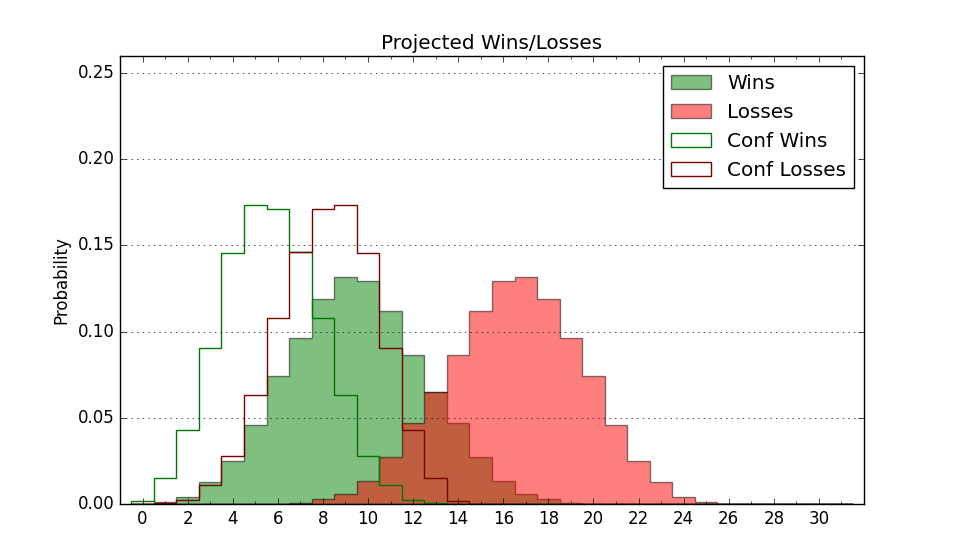 Projected Wins/Losses
0.25
0.20
0.15
0.10
0.05
0.00
Probability
Wins
Losses
Conf Wins
Conf Losses
0 2 4 6 8 10 12 14 16 18 20 22 24 26 28 30